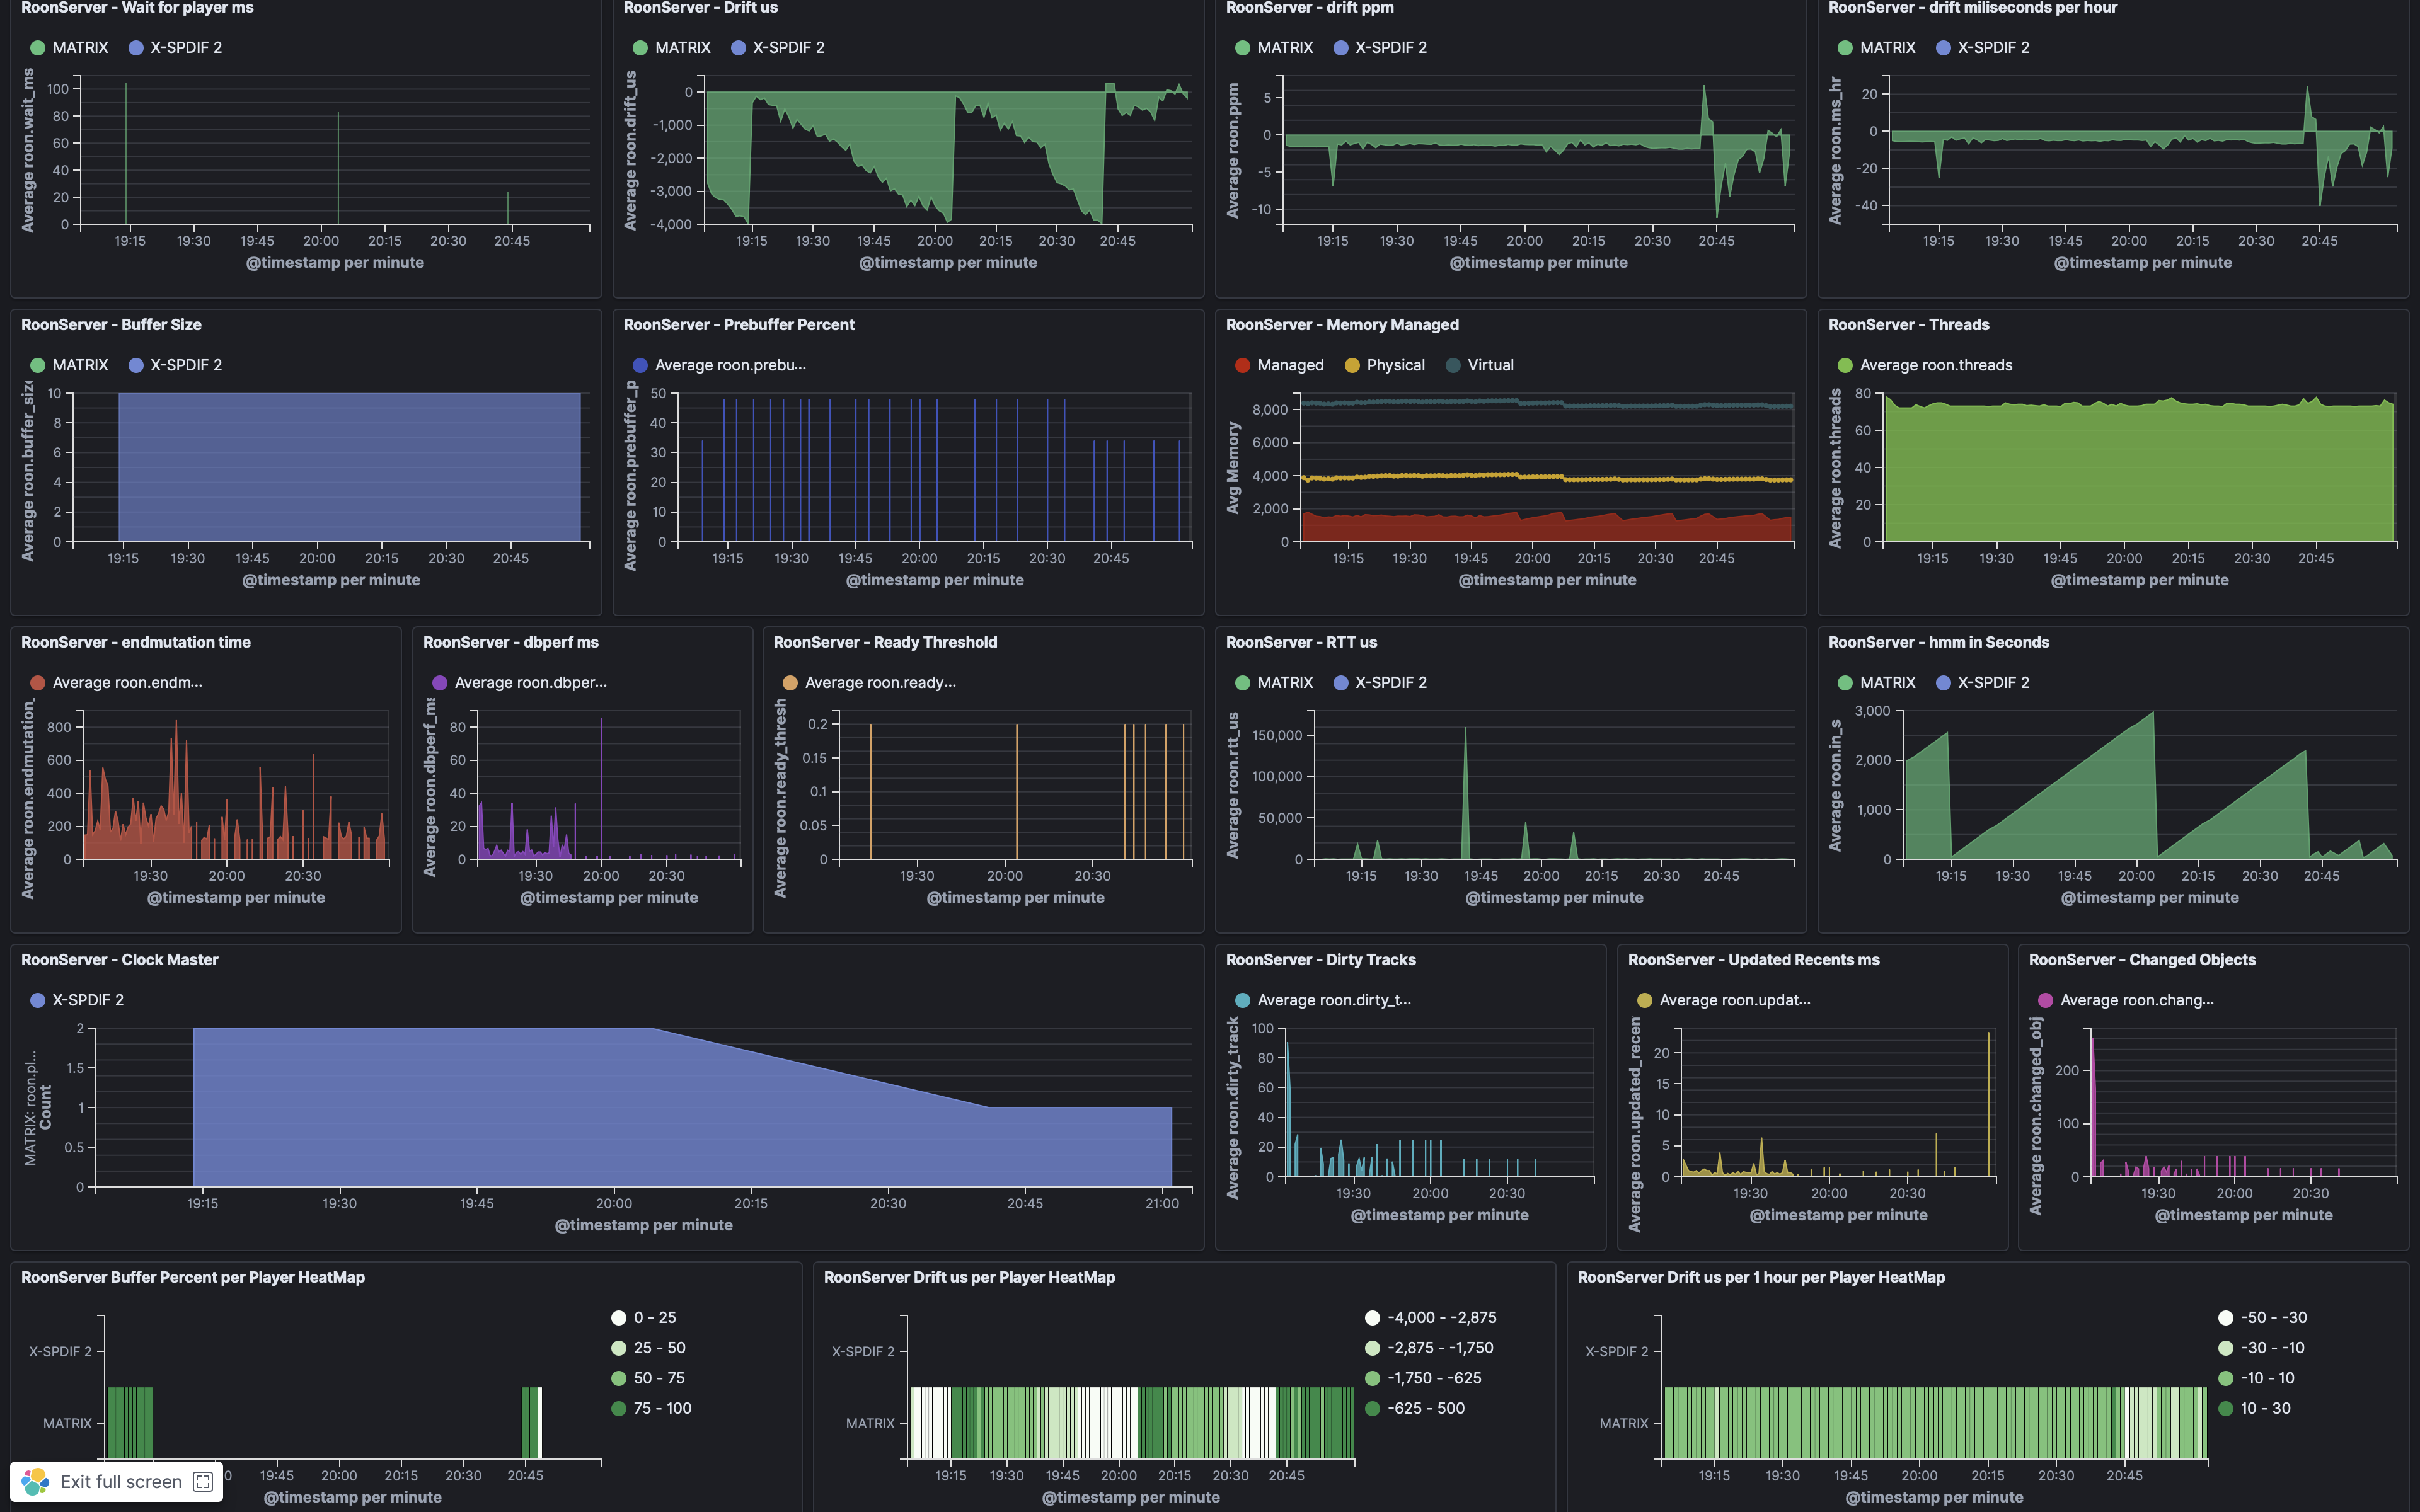 RoonServer - Wait for player ms
MATRIX X-SPDIF 2
Average roon.wait_ms
100
80
60
40
20
0
19:15 19:30 19:45 20:00 20:15 20:30 20:45
@timestamp per minute
RoonServer - Drift us
MATRIX X-SPDIF 2
Average roon.drift_us
0
-1,000
-2,000
-3,000
-4,000
19:15 19:30 19:45 20:00 20:15 20:30 20:45
@timestamp per minute
RoonServer - drift ppm
MATRIX X-SPDIF 2
Average roon.ppm
5
0
-5
-10
19:15 19:30 19:45 20:00 20:15 20:30 20:45
@timestamp per minute
RoonServer - drift miliseconds per hour
MATRIX X-SPDIF 2
Average roon.ms_hr
20
0
-20
-40
19:15 19:30 19:45 20:00 20:15 20:30 20:45
@timestamp per minute
RoonServer - Buffer Size
MATRIX X-SPDIF 2
Average roon.buffer_size
10
8
6
4
2
0
19:15 19:30 19:45 20:00 20:15 20:30 20:45
@timestamp per minute
RoonServer - Prebuffer Percent
Average roon.prebu...
Average roon.prebuffer_p
50
40
30
20
10
0
19:15 19:30 19:45 20:00 20:15 20:30 20:45
@timestamp per minute
RoonServer - Memory Managed
Managed Physical Virtual
Avg Memory
8,000
6,000
4,000
2,000
0
19:15 19:30 19:45 20:00 20:15 20:30 20:45
@timestamp per minute
RoonServer - Threads
Average roon.threads
Average roon.threads
80
60
40
20
0
19:15 19:30 19:45 20:00 20:15 20:30 20:45
@timestamp per minute
RoonServer - endmutation time
Average roon.endm...
Average roon.endmutation_
800
600
400
200
0
19:30 20:00 20:30
@timestamp per minute
RoonServer - dbperf ms
Average roon.dbper...
Average roon.dbperf_ms
80
60
40
20
0
19:30 20:00 20:30
@timestamp per minute
RoonServer - Ready Threshold
Average roon.ready...
Average roon.ready_thresh
0.2
0.15
0.1
0.05
0
19:30 20:00 20:30
@timestamp per minute
RoonServer - RTT us
MATRIX X-SPDIF 2
Average roon.rtt_us
150,000
100,000
50,000
0
19:15 19:30 19:45 20:00 20:15 20:30 20:45
@timestamp per minute
RoonServer - hmm in Seconds
MATRIX X-SPDIF 2
Average roon.in_s
3,000
2,000
1,000
0
19:15 19:30 19:45 20:00 20:15 20:30 20:45
@timestamp per minute
RoonServer - Clock Master
X-SPDIF 2
MATRIX: roon.pl...
Count
2
1.5
1
0.5
0
19:15 19:30 19:45 20:00 20:15 20:30 20:45 21:00
@timestamp per minute
RoonServer - Dirty Tracks
Average roon.dirty_t...
Average roon.dirty_track
100
80
60
40
20
0
19:30 20:00 20:30
@timestamp per minute
RoonServer - Updated Recents ms
Average roon.updat...
Average roon.updated_recen
20
15
10
5
0
19:30 20:00 20:30
@timestamp per minute
RoonServer - Changed Objects
Average roon.chang...
Average roon.changed_obj
200
100
0
19:30 20:00 20:30
@timestamp per minute
RoonServer Buffer Percent per Player HeatMap
X-SPDIF 2
MATRIX
0 - 25
25 - 50
50 - 75
75 - 100
0 19:45 20:00 20:15 20:30 20:45
@timestamp per minute
Exit full screen
RoonServer Drift us per Player HeatMap
X-SPDIF 2
MATRIX
-4,000 - -2,875
-2,875 - -1,750
-1,750 - -625
-625 - 500
19:15 19:30 19:45 20:00 20:15 20:30 20:45
@timestamp per minute
RoonServer Drift us per 1 hour per Player HeatMap
X-SPDIF 2
MATRIX
-50 - -30
-30 - -10
-10 - 10
10 - 30
19:15 19:30 19:45 20:00 20:15 20:30 20:45
@timestamp per minute